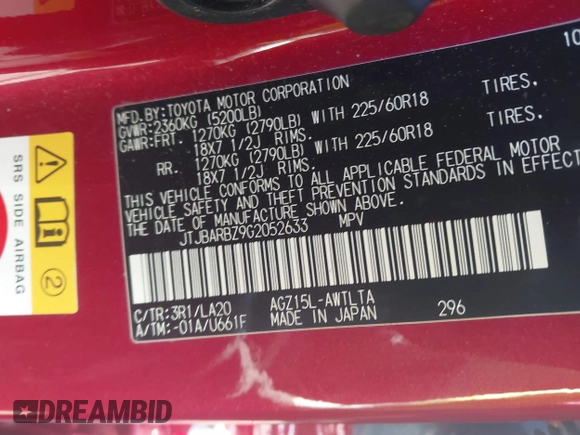 10
MFD.BY:TOYOTA MOTOR CORPORATION
GVWR:2360KG (5200LB)
GAWR:FRT. 1270KG (2790LB) WITH 225/60R18 TIRES.
18X7 1/2J RIMS.
RR. 1270KG (2790LB) WITH 225/60R18 TIRES.
18X7 1/2J RIMS.
THIS VEHICLE CONFORMS TO ALL APPLICABLE FEDERAL MOTOR
VEHICLE SAFETY AND THEFT PREVENTION STANDARDS IN EFFECT
THE DATE OF MANUFACTURE SHOWN ABOVE.
JTJBARBZ9G2052633 MPV
C/TR:3R1/LA20 AGZ15L-AWTLTA
A/TM:-01A/U661F MADE IN JAPAN 296
SRS SIDE AIRBAG
2
DREAMBID